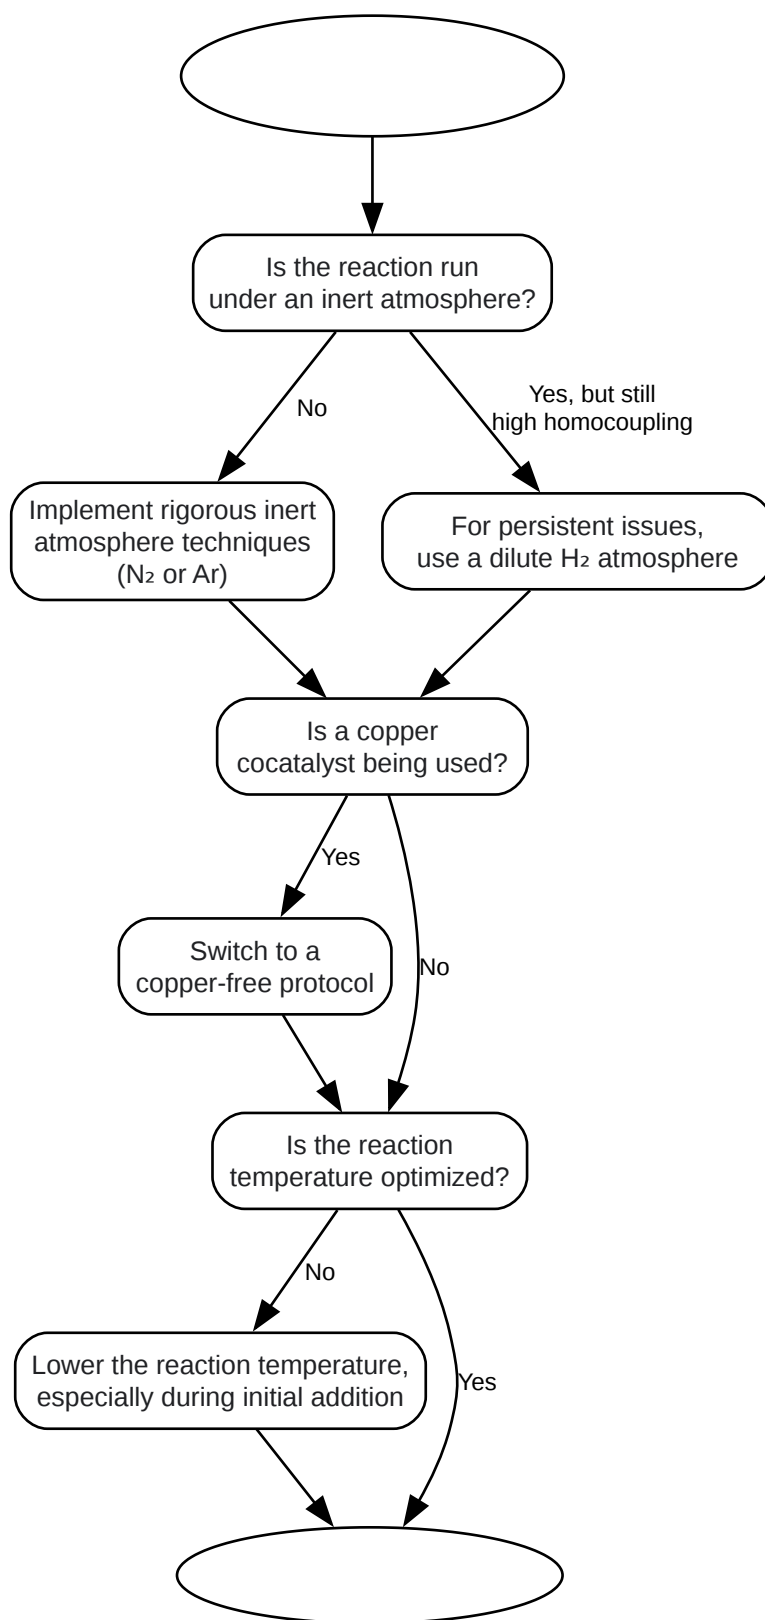 Is the reaction run
under an inert atmosphere?
No
Yes, but still
high homocoupling
Implement rigorous inert
atmosphere techniques
(N₂ or Ar)
For persistent issues,
use a dilute H₂ atmosphere
Is a copper
cocatalyst being used?
Yes
No
Switch to a
copper-free protocol
Is the reaction
temperature optimized?
No
Yes
Lower the reaction temperature,
especially during initial addition